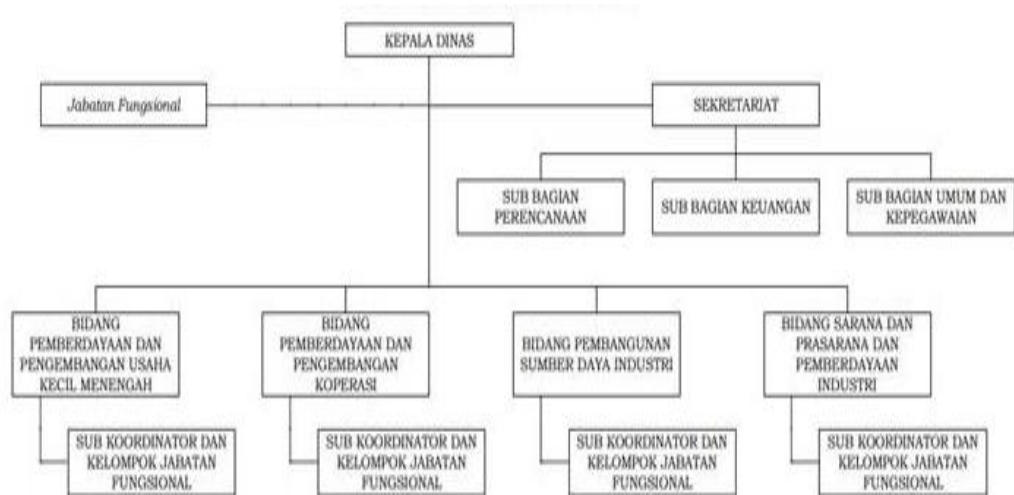 KEPALA DINAS
Jabatan Fungsional
SEKRETARIAT
SUB BAGIAN
PERENCANAAN
SUB BAGIAN KEUANGAN
SUB BAGIAN UMUM DAN
KEPEGAWAIAN
BIDANG
PEMBERDAYAAN DAN
PENGEMBANGAN USAHA
KECIL MENENGAH
BIDANG
PEMBERDAYAAN DAN
PENGEMBANGAN
KOPERASI
BIDANG PEMBANGUNAN
SUMBER DAYA INDUSTRI
BIDANG SARANA DAN
PRASARANA DAN
PEMBERDAYAAN
INDUSTRI
SUB KOORDINATOR DAN
KELOMPOK JABATAN
FUNGSIONAL
SUB KOORDINATOR DAN
KELOMPOK JABATAN
FUNGSIONAL
SUB KOORDINATOR DAN
KELOMPOK JABATAN
FUNGSIONAL
SUB KOORDINATOR DAN
KELOMPOK JABATAN
FUNGSIONAL